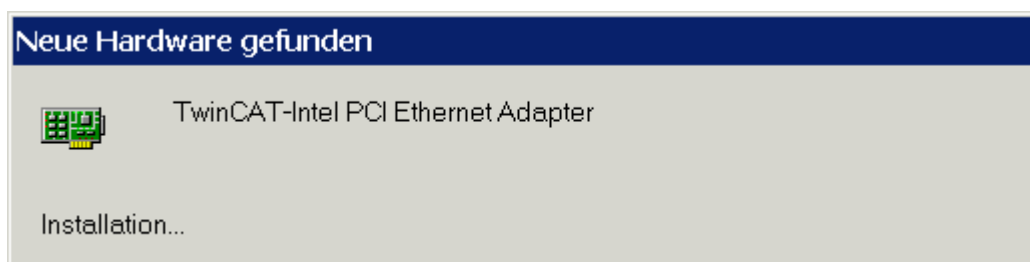 Neue Hardware gefunden
TwinCAT-Intel PCI Ethernet Adapter
Installation...